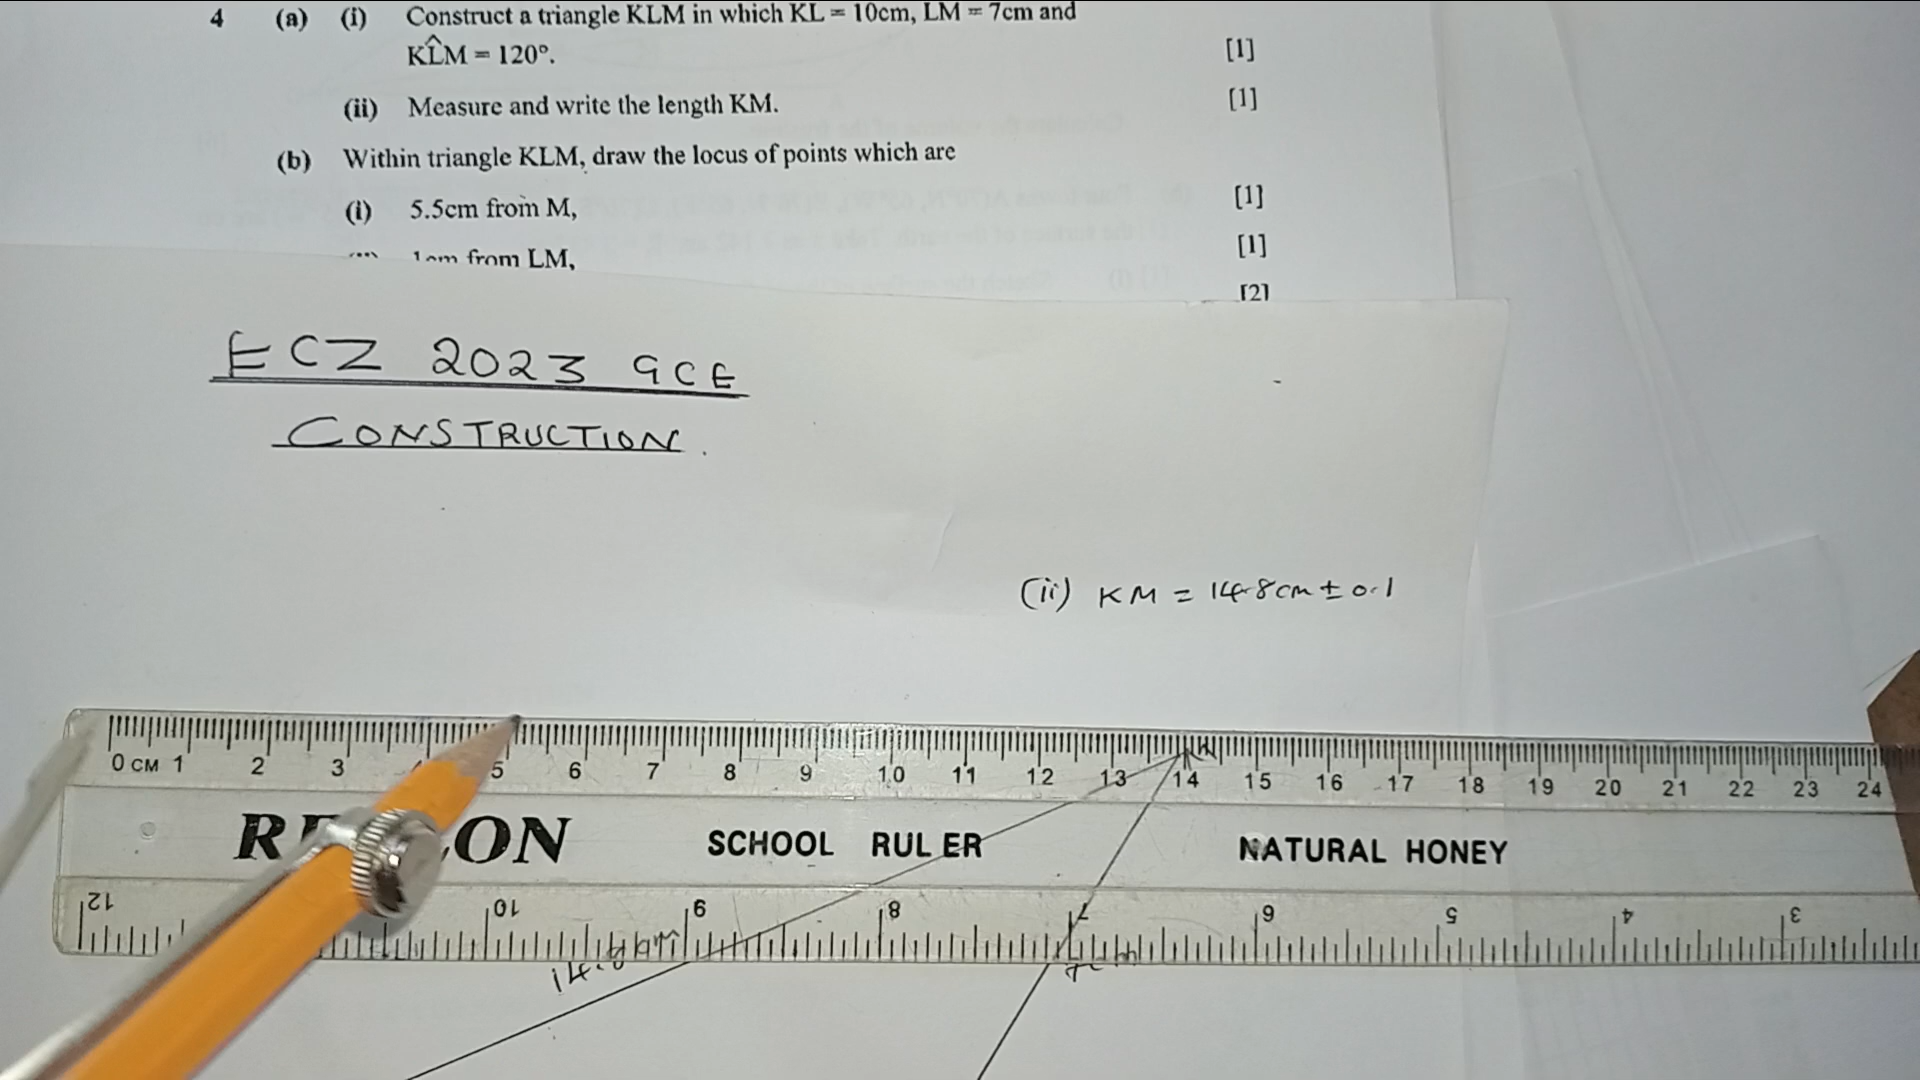 4 (a) (i) Construct a triangle KLM in which KL = 10cm, LM = 7cm and
KL̂M = 120°. [1]
(ii) Measure and write the length KM. [1]
(b) Within triangle KLM, draw the locus of points which are
(i) 5.5cm from M, [1]
1cm from LM, [1]
[2]
ECZ 2023 GCE
CONSTRUCTION.
(ii) KM = 14.8cm ± 0.1
0 CM 1 2 3 5 6 7 8 9 10 11 12 13 14 15 16 17 18 19 20 21 22 23 24
M
SCHOOL RULER NATURAL HONEY
12 10 9 8 7 6 5 4 3
14.8cm